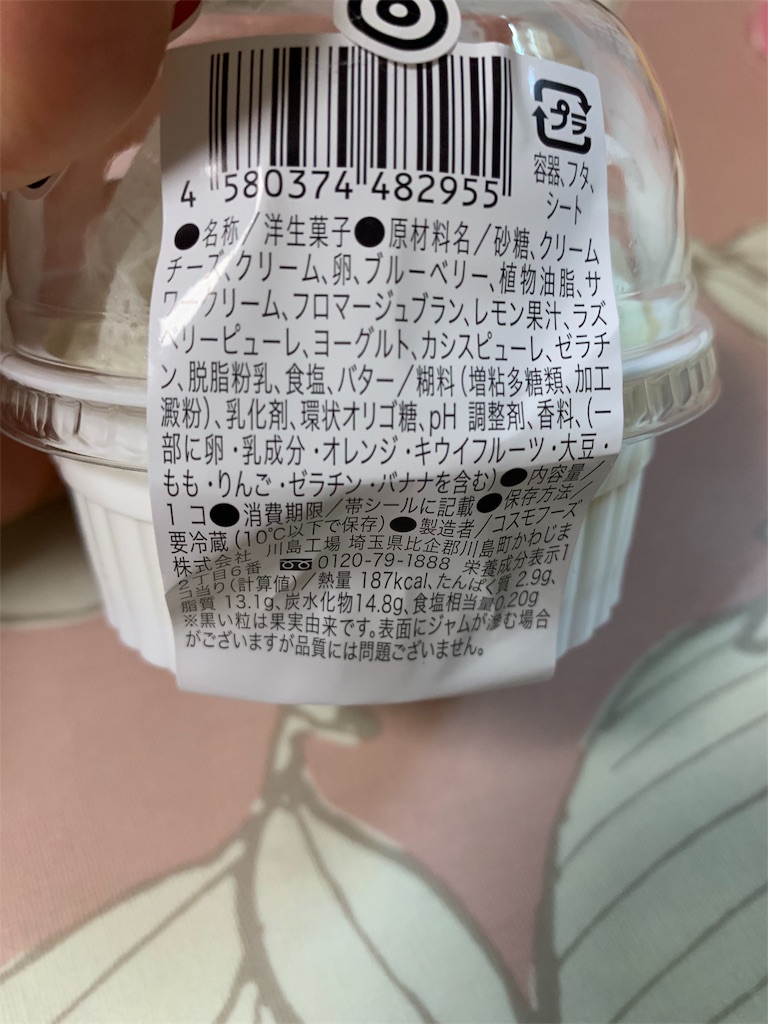 4 580374 482955
プラ
容器、フタ、
シート
●名称／洋生菓子●原材料名／砂糖、クリーム
チーズ、クリーム、卵、ブルーベリー、植物油脂、サ
ワークリーム、フロマージュブラン、レモン果汁、ラズ
ベリーピューレ、ヨーグルト、カシスピューレ、ゼラチ
ン、脱脂粉乳、食塩、バター／糊料（増粘多糖類、加工
澱粉）、乳化剤、環状オリゴ糖、pH 調整剤、香料、（一
部に卵・乳成分・オレンジ・キウイフルーツ・大豆・
もも・りんご・ゼラチン・バナナを含む）●内容量／
1 コ●消費期限／帯シールに記載●保存方法／
要冷蔵（10℃以下で保存）●製造者／コスモフーズ
株式会社 川島工場 埼玉県比企郡川島町かわじま
2丁目6番 0120-79-1888 栄養成分表示1
コ当り（計算値）／熱量 187kcal、たんぱく質 2.9g、
脂質 13.1g、炭水化物14.8g、食塩相当量0.20g
※黒い粒は果実由来です。表面にジャムが滲む場合
がございますが品質には問題ございません。